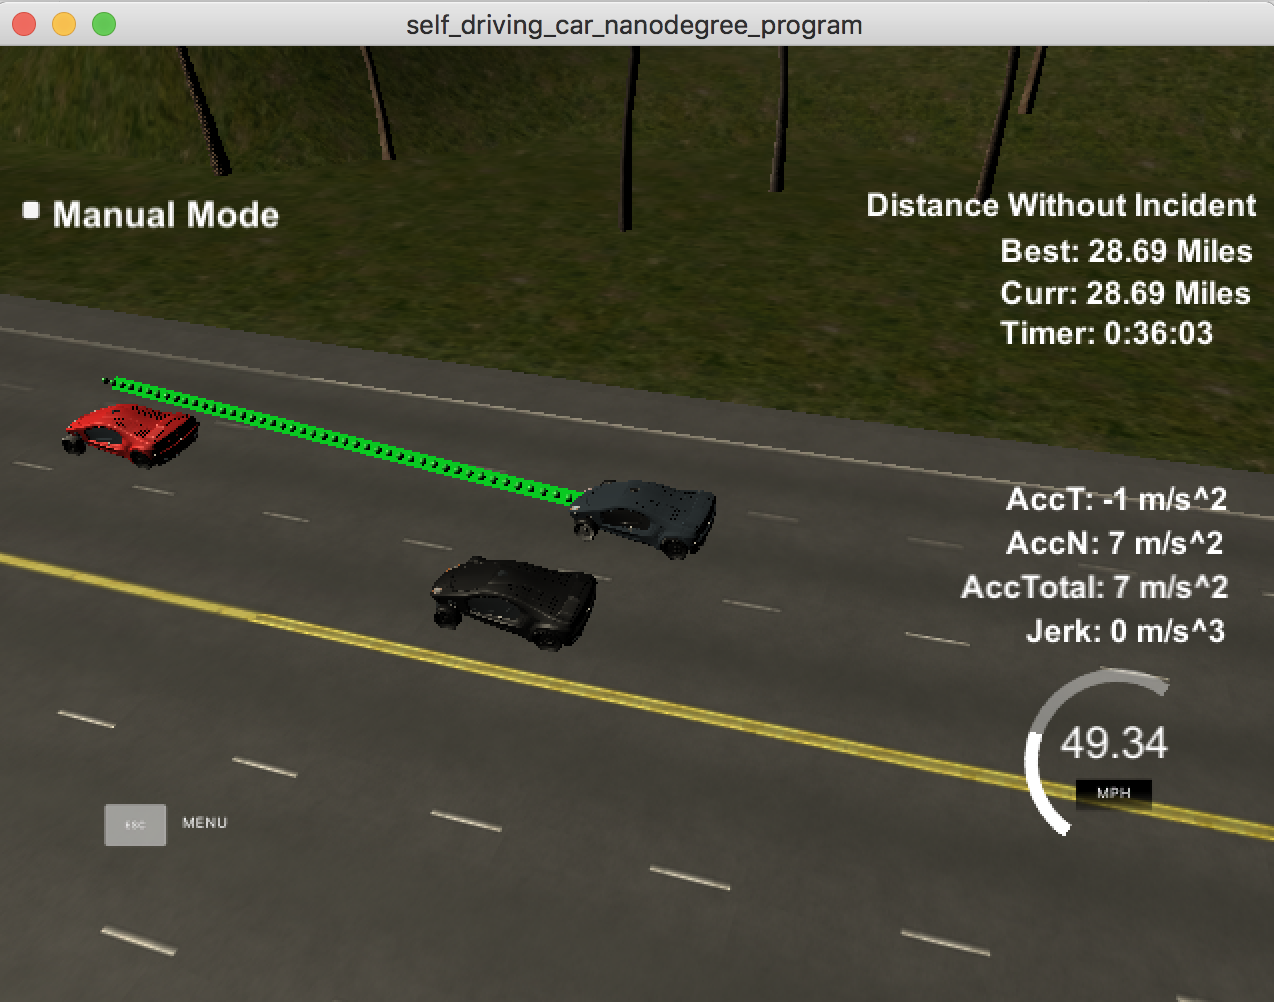 self_driving_car_nanodegree_program
Manual Mode
Distance Without Incident
Best: 28.69 Miles
Curr: 28.69 Miles
Timer: 0:36:03
AccT: -1 m/s^2
AccN: 7 m/s^2
AccTotal: 7 m/s^2
Jerk: 0 m/s^3
49.34
MPH
ESC MENU